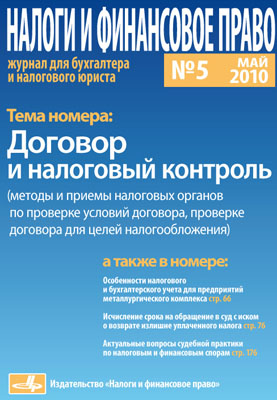 НАЛОГИ И ФИНАНСОВОЕ ПРАВО
журнал для бухгалтера
и налогового юриста
№5
МАЙ
2010
Тема номера:
Договор
и налоговый контроль
(методы и приемы налоговых органов
по проверке условий договора, проверке
договора для целей налогообложения)
а также в номере:
Особенности налогового
и бухгалтерского учета для предприятий
металлургического комплекса стр. 66
Исчисление срока на обращение в суд с иском
о возврате излишне уплаченного налога стр. 76
Актуальные вопросы судебной практики
по налоговым и финансовым спорам стр. 176
Издательство «Налоги и финансовое право»